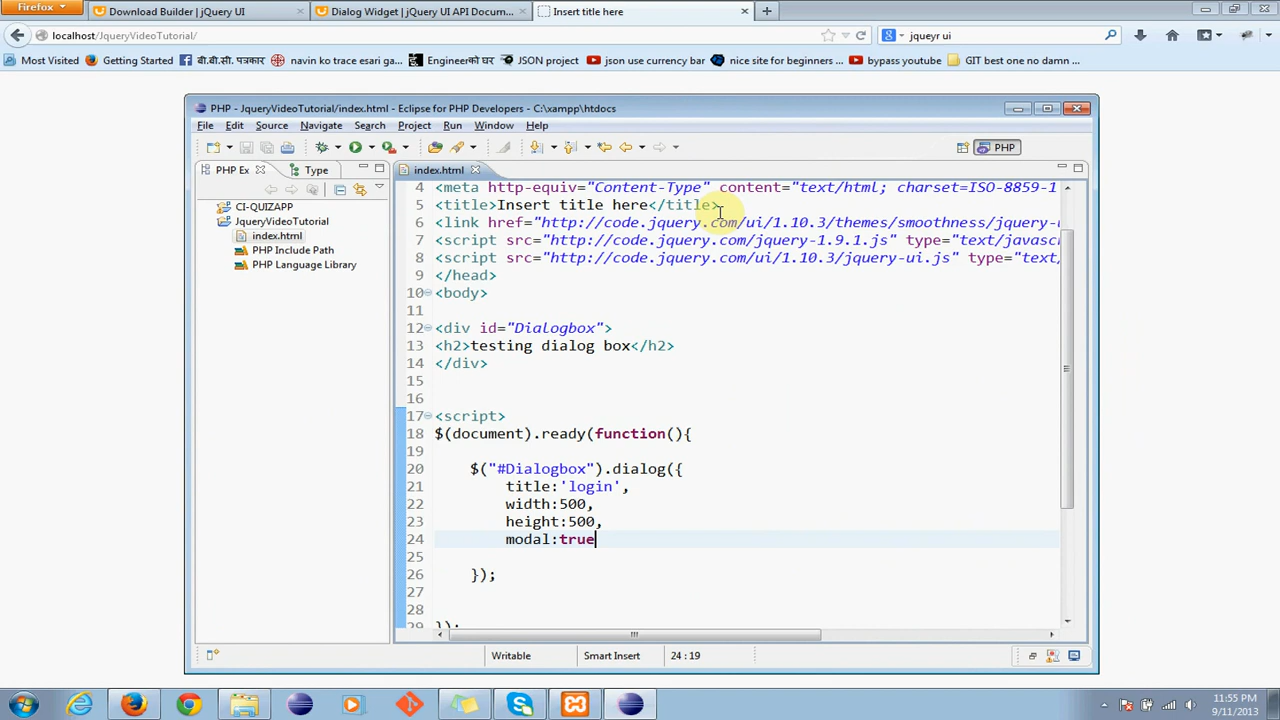 Firefox
Download Builder | jQuery UI
Dialog Widget | jQuery UI API Docum...
Insert title here
localhost/JqueryVideoTutorial/
jqueyr ui
Most Visited
Getting Started
बी.बी.सी. पत्रकार
navin ko trace esari ga...
Engineerको घर
JSON project
json use currency bar
nice site for beginners ...
bypass youtube
GIT best one no damn ...
PHP - JqueryVideoTutorial/index.html - Eclipse for PHP Developers - C:\xampp\htdocs
File Edit Source Navigate Search Project Run Window Help
PHP
PHP Ex
Type
index.html
CI-QUIZAPP
JqueryVideoTutorial
index.html
PHP Include Path
PHP Language Library
4 <meta http-equiv="Content-Type" content="text/html; charset=ISO-8859-1
5 <title>Insert title here</title>
6 <link href="http://code.jquery.com/ui/1.10.3/themes/smoothness/jquery-u
7 <script src="http://code.jquery.com/jquery-1.9.1.js" type="text/javasc
8 <script src="http://code.jquery.com/ui/1.10.3/jquery-ui.js" type="text/
9 </head>
10 <body>
11
12 <div id="Dialogbox">
13 <h2>testing dialog box</h2>
14 </div>
15
16
17 <script>
18 $(document).ready(function(){
19
20 $("#Dialogbox").dialog({
21 title:'login',
22 width:500,
23 height:500,
24 modal:true
25
26 });
27
28
29 });
Writable
Smart Insert
24 : 19
11:55 PM
9/11/2013